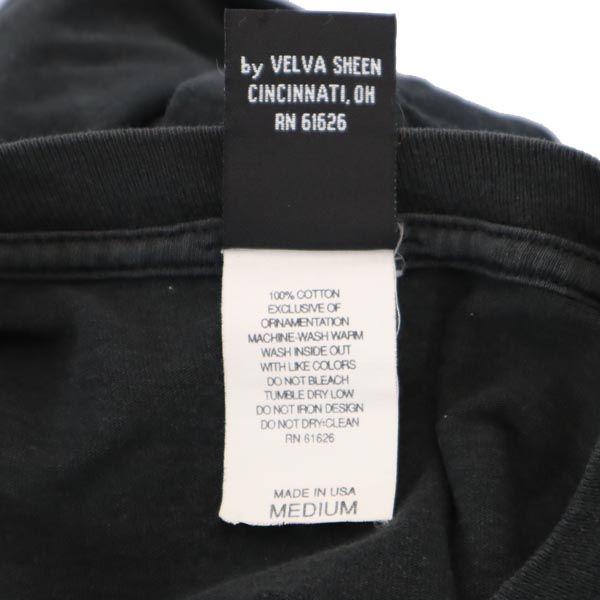 by VELVA SHEEN
CINCINNATI, OH
RN 61626
100% COTTON
EXCLUSIVE OF
ORNAMENTATION
MACHINE-WASH WARM
WASH INSIDE OUT
WITH LIKE COLORS
DO NOT BLEACH
TUMBLE DRY LOW
DO NOT IRON DESIGN
DO NOT DRY-CLEAN
RN 61626
MADE IN USA
MEDIUM